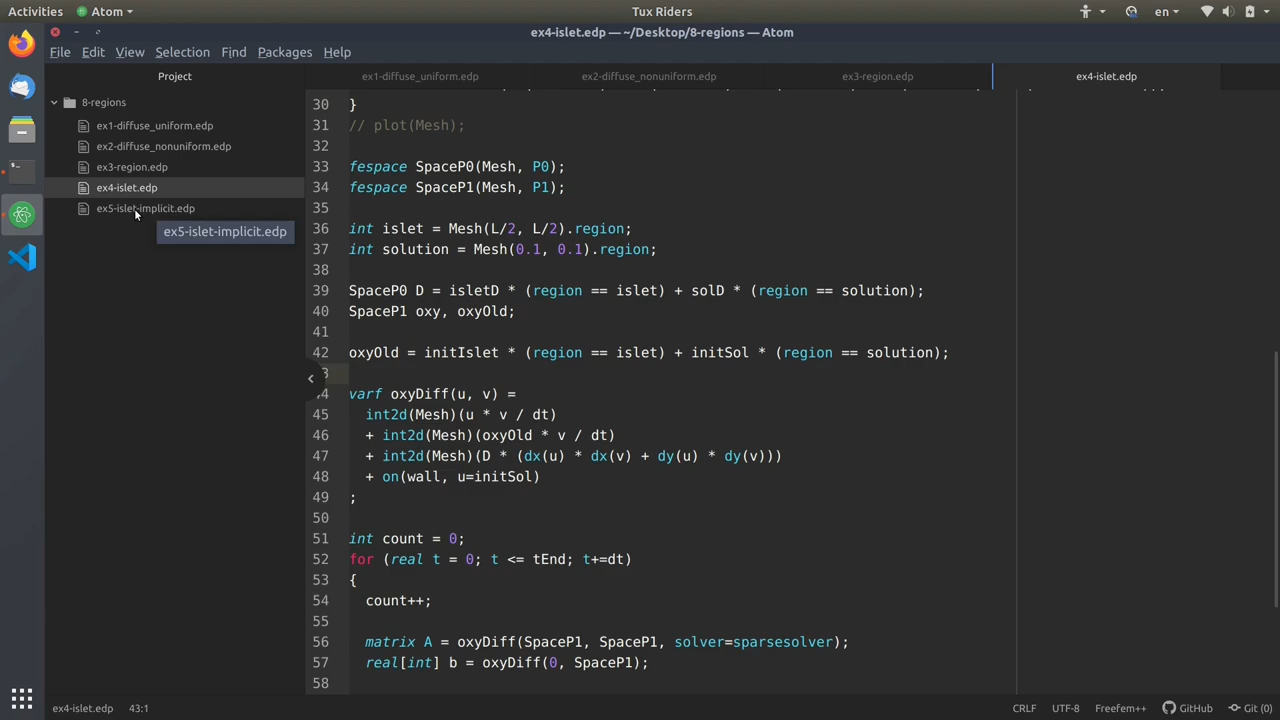 Activities Atom Tux Riders en
ex4-islet.edp — ~/Desktop/8-regions — Atom
File Edit View Selection Find Packages Help
Project
8-regions
ex1-diffuse_uniform.edp
ex2-diffuse_nonuniform.edp
ex3-region.edp
ex4-islet.edp
ex5-islet-implicit.edp
ex5-islet-implicit.edp
ex1-diffuse_uniform.edp ex2-diffuse_nonuniform.edp ex3-region.edp ex4-islet.edp
30 }
31 // plot(Mesh);
32
33 fespace SpaceP0(Mesh, P0);
34 fespace SpaceP1(Mesh, P1);
35
36 int islet = Mesh(L/2, L/2).region;
37 int solution = Mesh(0.1, 0.1).region;
38
39 SpaceP0 D = isletD * (region == islet) + solD * (region == solution);
40 SpaceP1 oxy, oxyOld;
41
42 oxyOld = initIslet * (region == islet) + initSol * (region == solution);
3
44 varf oxyDiff(u, v) =
45 int2d(Mesh)(u * v / dt)
46 + int2d(Mesh)(oxyOld * v / dt)
47 + int2d(Mesh)(D * (dx(u) * dx(v) + dy(u) * dy(v)))
48 + on(wall, u=initSol)
49 ;
50
51 int count = 0;
52 for (real t = 0; t <= tEnd; t+=dt)
53 {
54 count++;
55
56 matrix A = oxyDiff(SpaceP1, SpaceP1, solver=sparsesolver);
57 real[int] b = oxyDiff(0, SpaceP1);
58
ex4-islet.edp 43:1 CRLF UTF-8 Freefem++ GitHub Git (0)